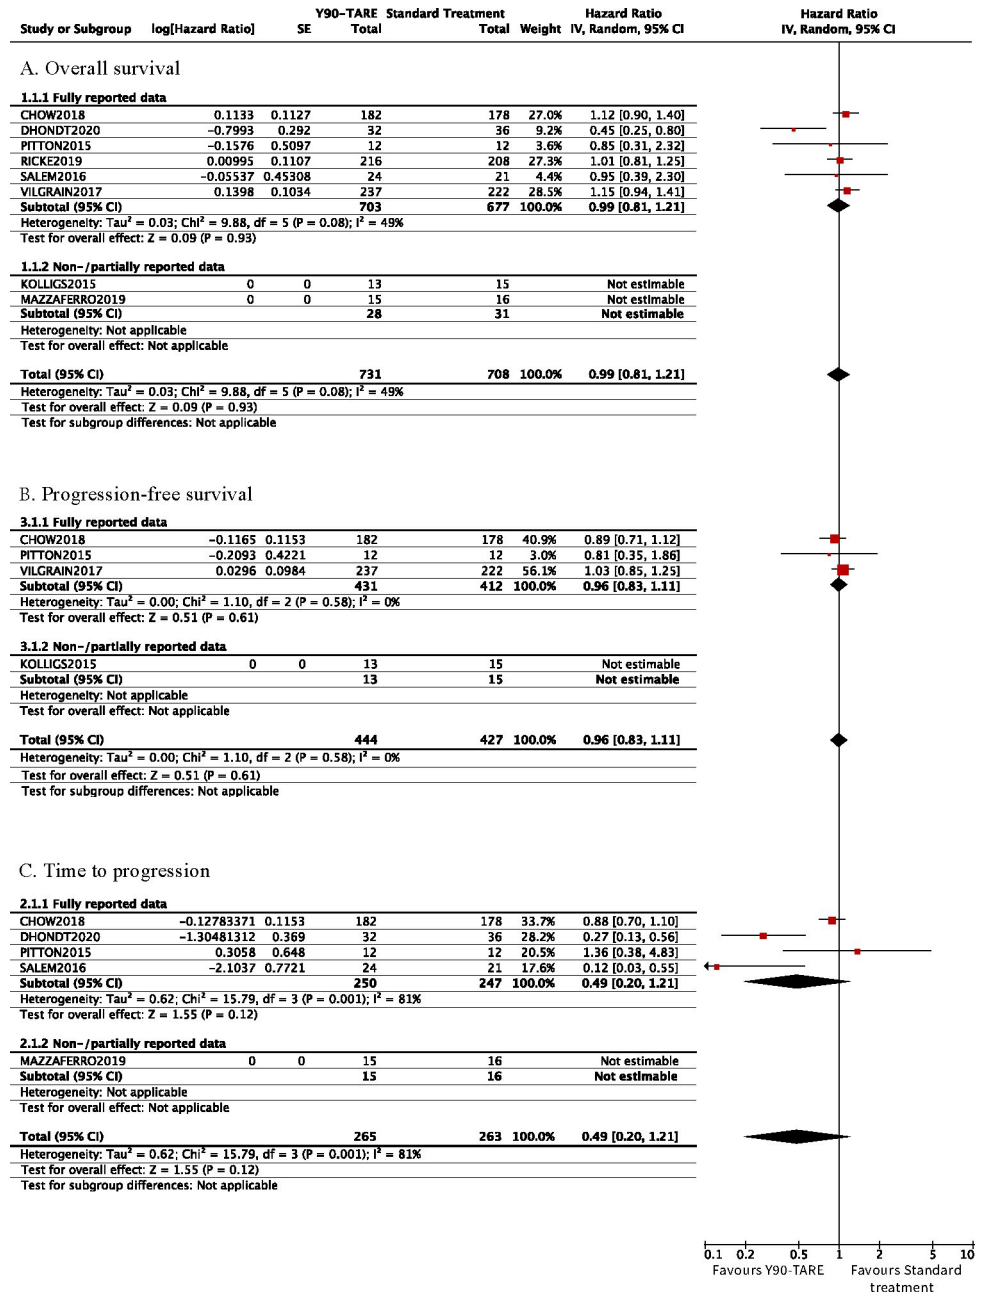 Y90-TARE Standard Treatment Hazard Ratio Hazard Ratio
Study or Subgroup log[Hazard Ratio] SE Total Total Weight IV, Random, 95% CI IV, Random, 95% CI
A. Overall survival
1.1.1 Fully reported data
CHOW2018 0.1133 0.1127 182 178 27.0% 1.12 [0.90, 1.40]
DHONDT2020 −0.7993 0.292 32 36 9.2% 0.45 [0.25, 0.80]
PITTON2015 −0.1576 0.5097 12 12 3.6% 0.85 [0.31, 2.32]
RICKE2019 0.00995 0.1107 216 208 27.3% 1.01 [0.81, 1.25]
SALEM2016 −0.05537 0.45308 24 21 4.4% 0.95 [0.39, 2.30]
VILGRAIN2017 0.1398 0.1034 237 222 28.5% 1.15 [0.94, 1.41]
Subtotal (95% CI) 703 677 100.0% 0.99 [0.81, 1.21]
Heterogeneity: Tau² = 0.03; Chi² = 9.88, df = 5 (P = 0.08); I² = 49%
Test for overall effect: Z = 0.09 (P = 0.93)
1.1.2 Non-/partially reported data
KOLLIGS2015 0 0 13 15 Not estimable
MAZZAFERRO2019 0 0 15 16 Not estimable
Subtotal (95% CI) 28 31 Not estimable
Heterogeneity: Not applicable
Test for overall effect: Not applicable
Total (95% CI) 731 708 100.0% 0.99 [0.81, 1.21]
Heterogeneity: Tau² = 0.03; Chi² = 9.88, df = 5 (P = 0.08); I² = 49%
Test for overall effect: Z = 0.09 (P = 0.93)
Test for subgroup differences: Not applicable
B. Progression-free survival
3.1.1 Fully reported data
CHOW2018 −0.1165 0.1153 182 178 40.9% 0.89 [0.71, 1.12]
PITTON2015 −0.2093 0.4221 12 12 3.0% 0.81 [0.35, 1.86]
VILGRAIN2017 0.0296 0.0984 237 222 56.1% 1.03 [0.85, 1.25]
Subtotal (95% CI) 431 412 100.0% 0.96 [0.83, 1.11]
Heterogeneity: Tau² = 0.00; Chi² = 1.10, df = 2 (P = 0.58); I² = 0%
Test for overall effect: Z = 0.51 (P = 0.61)
3.1.2 Non-/partially reported data
KOLLIGS2015 0 0 13 15 Not estimable
Subtotal (95% CI) 13 15 Not estimable
Heterogeneity: Not applicable
Test for overall effect: Not applicable
Total (95% CI) 444 427 100.0% 0.96 [0.83, 1.11]
Heterogeneity: Tau² = 0.00; Chi² = 1.10, df = 2 (P = 0.58); I² = 0%
Test for overall effect: Z = 0.51 (P = 0.61)
Test for subgroup differences: Not applicable
C. Time to progression
2.1.1 Fully reported data
CHOW2018 −0.12783371 0.1153 182 178 33.7% 0.88 [0.70, 1.10]
DHONDT2020 −1.30481312 0.369 32 36 28.2% 0.27 [0.13, 0.56]
PITTON2015 0.3058 0.648 12 12 20.5% 1.36 [0.38, 4.83]
SALEM2016 −2.1037 0.7721 24 21 17.6% 0.12 [0.03, 0.55]
Subtotal (95% CI) 250 247 100.0% 0.49 [0.20, 1.21]
Heterogeneity: Tau² = 0.62; Chi² = 15.79, df = 3 (P = 0.001); I² = 81%
Test for overall effect: Z = 1.55 (P = 0.12)
2.1.2 Non-/partially reported data
MAZZAFERRO2019 0 0 15 16 Not estimable
Subtotal (95% CI) 15 16 Not estimable
Heterogeneity: Not applicable
Test for overall effect: Not applicable
Total (95% CI) 265 263 100.0% 0.49 [0.20, 1.21]
Heterogeneity: Tau² = 0.62; Chi² = 15.79, df = 3 (P = 0.001); I² = 81%
Test for overall effect: Z = 1.55 (P = 0.12)
Test for subgroup differences: Not applicable
0.1 0.2 0.5 1 2 5 10
Favours Y90-TARE Favours Standard
treatment